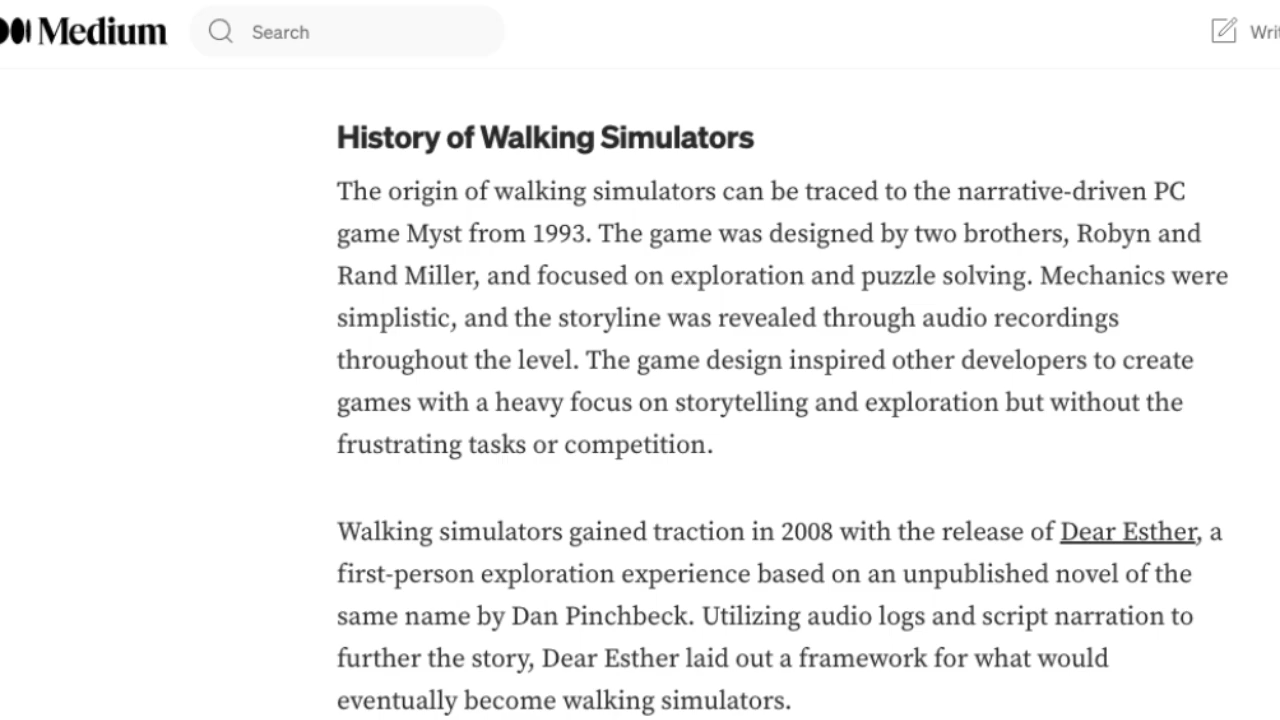 Medium
Search
History of Walking Simulators
The origin of walking simulators can be traced to the narrative-driven PC
game Myst from 1993. The game was designed by two brothers, Robyn and
Rand Miller, and focused on exploration and puzzle solving. Mechanics were
simplistic, and the storyline was revealed through audio recordings
throughout the level. The game design inspired other developers to create
games with a heavy focus on storytelling and exploration but without the
frustrating tasks or competition.
Walking simulators gained traction in 2008 with the release of Dear Esther, a
first-person exploration experience based on an unpublished novel of the
same name by Dan Pinchbeck. Utilizing audio logs and script narration to
further the story, Dear Esther laid out a framework for what would
eventually become walking simulators.